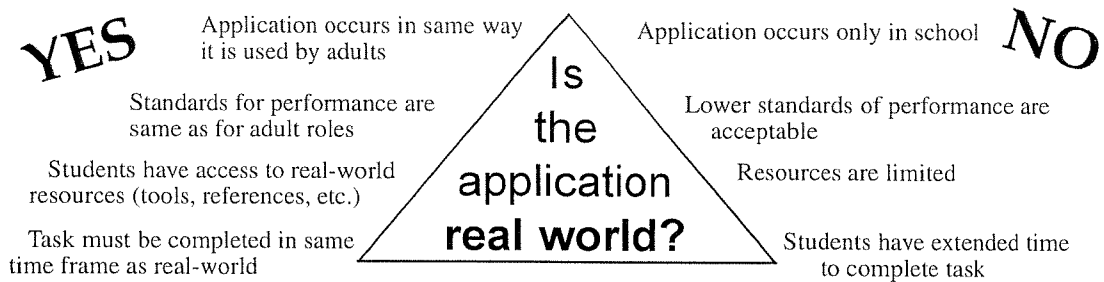 YES
Application occurs in same way
it is used by adults
Standards for performance are
same as for adult roles
Students have access to real-world
resources (tools, references, etc.)
Task must be completed in same
time frame as real-world
Is
the
application
real world?
NO
Application occurs only in school
Lower standards of performance are
acceptable
Resources are limited
Students have extended time
to complete task